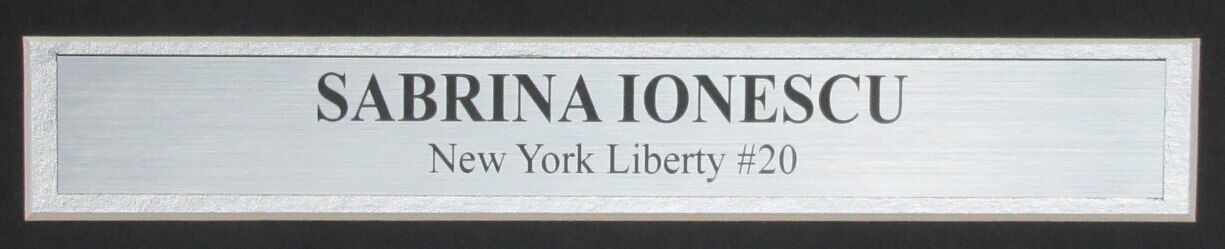 SABRINA IONESCU
New York Liberty #20